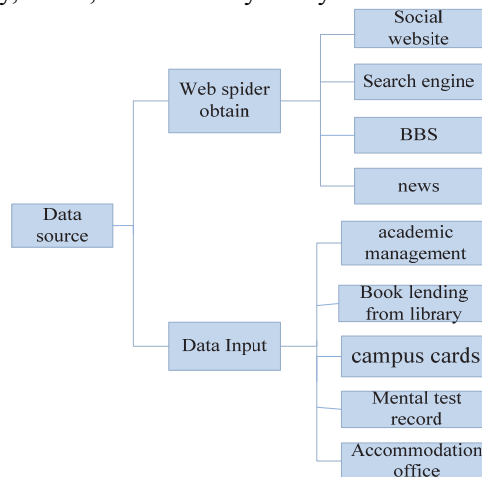 Social
website
Web spider
obtain
Search engine
BBS
news
Data
source
academic
management
Book lending
from library
Data Input
campus cards
Mental test
record
Accommodation
office